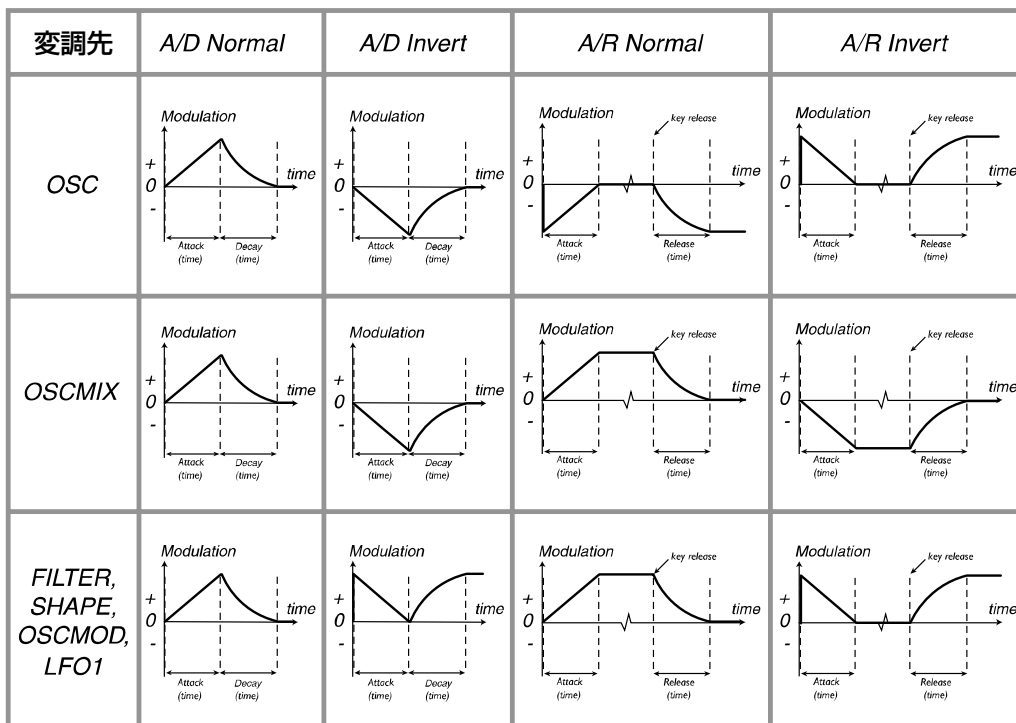 変調先
A/D Normal
A/D Invert
A/R Normal
A/R Invert
OSC
Modulation
+
0
-
time
Attack
(time)
Decay
(time)
Modulation
+
0
-
time
Attack
(time)
Decay
(time)
Modulation
key release
+
0
-
time
Attack
(time)
Release
(time)
Modulation
key release
+
0
-
time
Attack
(time)
Release
(time)
OSCMIX
Modulation
+
0
-
time
Attack
(time)
Decay
(time)
Modulation
+
0
-
time
Attack
(time)
Decay
(time)
Modulation
key release
+
0
-
time
Attack
(time)
Release
(time)
Modulation
key release
+
0
-
time
Attack
(time)
Release
(time)
FILTER,
SHAPE,
OSCMOD,
LFO1
Modulation
+
0
-
time
Attack
(time)
Decay
(time)
Modulation
+
0
-
time
Attack
(time)
Decay
(time)
Modulation
key release
+
0
-
time
Attack
(time)
Release
(time)
Modulation
key release
+
0
-
time
Attack
(time)
Release
(time)